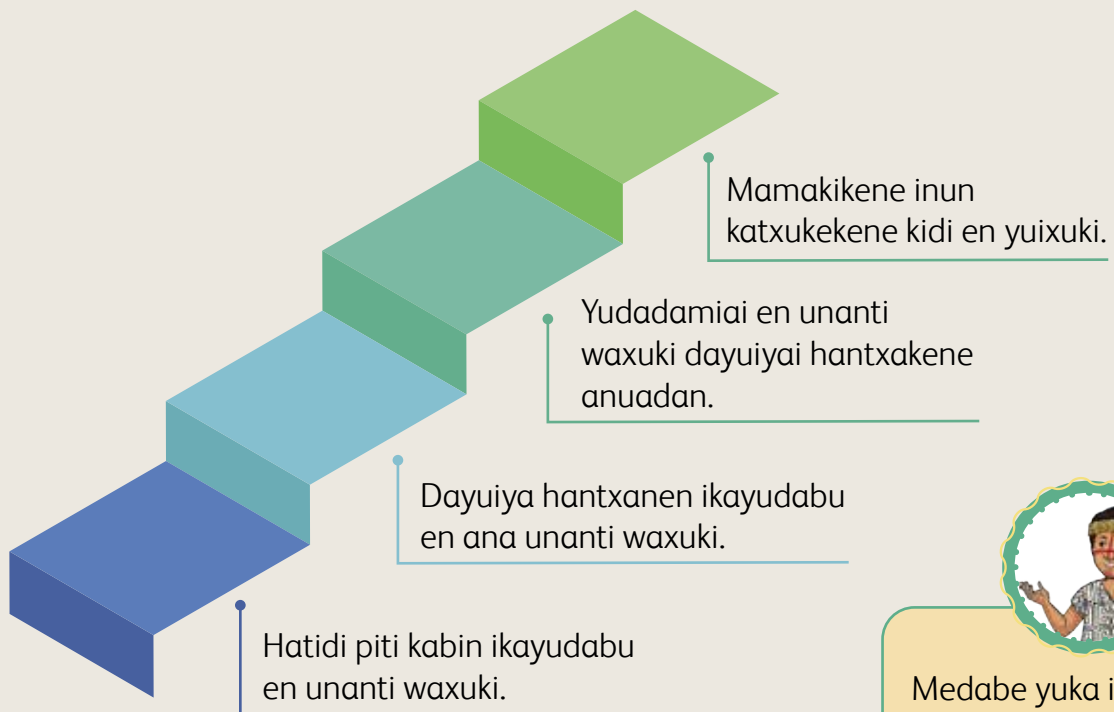 Mamakikene inun
katxukekene kidi en yuixuki.
Yudadamiai en unanti
waxuki dayuiyai hantxakene
anuadan.
Dayuiya hantxanen ikayudabu
en ana unanti waxuki.
Hatidi piti kabin ikayudabu
en unanti waxuki.
Medabe yuka